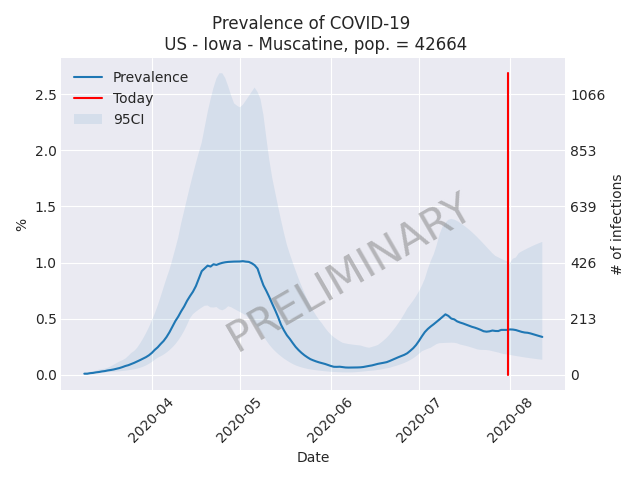 Prevalence of COVID-19
US - Iowa - Muscatine, pop. = 42664
Prevalence
Today
95CI
2.5
2.0
1.5
1.0
0.5
0.0
%
1066
853
639
426
213
0
# of infections
PRELIMINARY
2020-04
2020-05
2020-06
2020-07
2020-08
Date